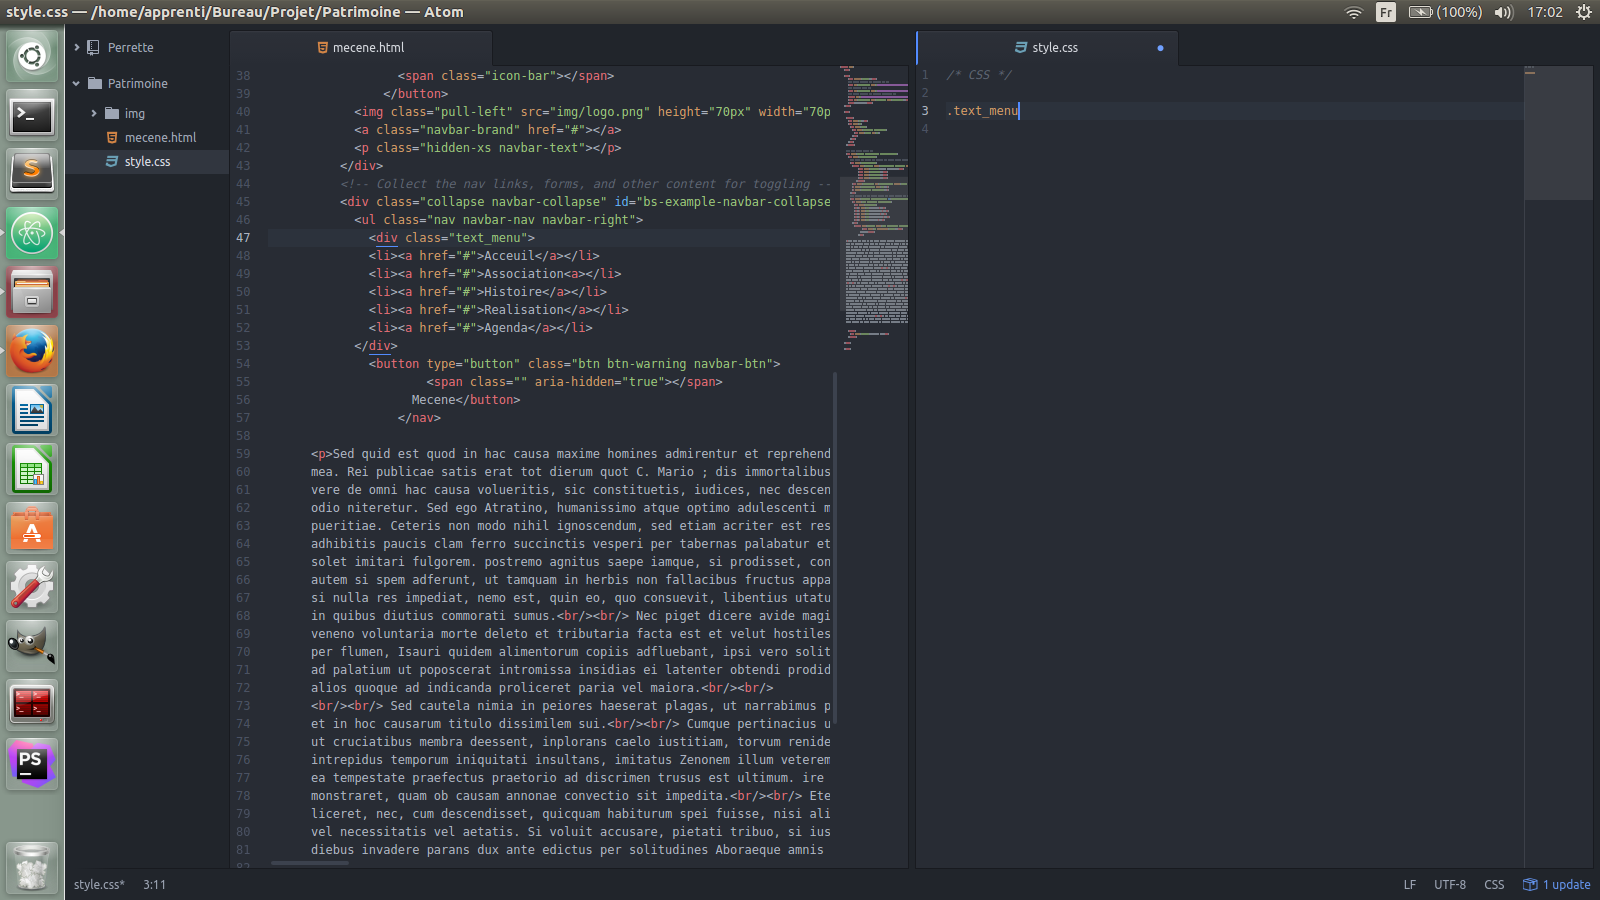 style.css — /home/apprenti/Bureau/Projet/Patrimoine — Atom
Fr (100%) 17:02
Perrette
Patrimoine
img
mecene.html
style.css
mecene.html
38 <span class="icon-bar"></span>
39 </button>
40 <img class="pull-left" src="img/logo.png" height="70px" width="70p
41 <a class="navbar-brand" href="#"></a>
42 <p class="hidden-xs navbar-text"></p>
43 </div>
44 <!-- Collect the nav links, forms, and other content for toggling --
45 <div class="collapse navbar-collapse" id="bs-example-navbar-collapse
46 <ul class="nav navbar-nav navbar-right">
47 <div class="text_menu">
48 <li><a href="#">Acceuil</a></li>
49 <li><a href="#">Association<a></li>
50 <li><a href="#">Histoire</a></li>
51 <li><a href="#">Realisation</a></li>
52 <li><a href="#">Agenda</a></li>
53 </div>
54 <button type="button" class="btn btn-warning navbar-btn">
55 <span class="" aria-hidden="true"></span>
56 Mecene</button>
57 </nav>
58
59 <p>Sed quid est quod in hac causa maxime homines admirentur et reprehend
60 mea. Rei publicae satis erat tot dierum quot C. Mario ; dis immortalibus
61 vere de omni hac causa volueritis, sic constituetis, iudices, nec descen
62 odio niteretur. Sed ego Atratino, humanissimo atque optimo adulescenti m
63 pueritiae. Ceteris non modo nihil ignoscendum, sed etiam acriter est res
64 adhibitis paucis clam ferro succinctis vesperi per tabernas palabatur et
65 solet imitari fulgorem. postremo agnitus saepe iamque, si prodisset, con
66 autem si spem adferunt, ut tamquam in herbis non fallacibus fructus appa
67 si nulla res impediat, nemo est, quin eo, quo consuevit, libentius utatu
68 in quibus diutius commorati sumus.<br/><br/> Nec piget dicere avide magi
69 veneno voluntaria morte deleto et tributaria facta est et velut hostiles
70 per flumen, Isauri quidem alimentorum copiis adfluebant, ipsi vero solit
71 ad palatium ut poposcerat intromissa insidias ei latenter obtendi prodid
72 alios quoque ad indicanda proliceret paria vel maiora.<br/><br/>
73 <br/><br/> Sed cautela nimia in peiores haeserat plagas, ut narrabimus p
74 et in hoc causarum titulo dissimilem sui.<br/><br/> Cumque pertinacius u
75 ut cruciatibus membra deessent, inplorans caelo iustitiam, torvum renide
76 intrepidus temporum iniquitati insultans, imitatus Zenonem illum veterem
77 ea tempestate praefectus praetorio ad discrimen trusus est ultimum. ire
78 monstraret, quam ob causam annonae convectio sit impedita.<br/><br/> Ete
79 liceret, nec, cum descendisset, quicquam habiturum spei fuisse, nisi ali
80 vel necessitatis vel aetatis. Si voluit accusare, pietati tribuo, si ius
81 diebus invadere parans dux ante edictus per solitudines Aboraeque amnis
82
style.css
1 /* CSS */
2
3 .text_menu
4
PS
style.css* 3:11
LF UTF-8 CSS 1 update